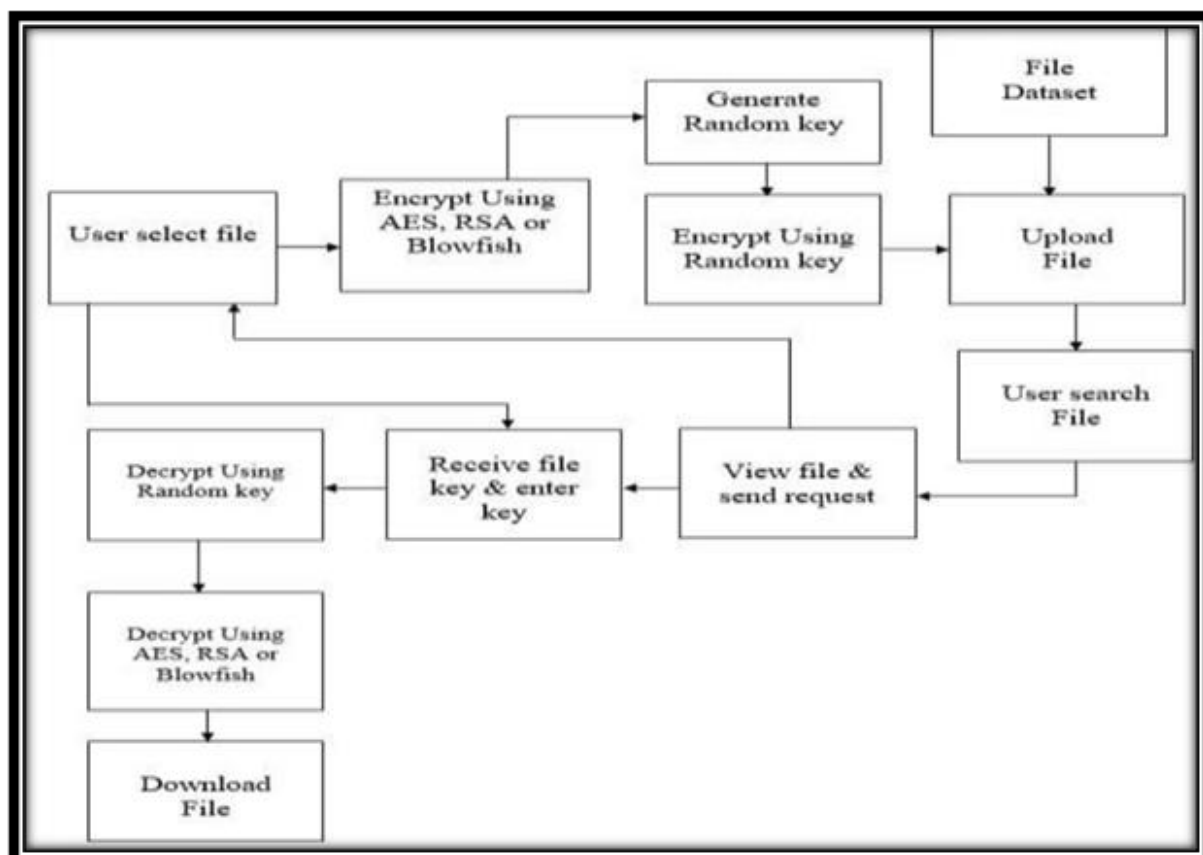 File
Dataset
Generate
Random key
User select file
Encrypt Using
AES, RSA or
Blowfish
Encrypt Using
Random key
Upload
File
User search
File
Decrypt Using
Random key
Receive file
key & enter
key
View file &
send request
Decrypt Using
AES, RSA or
Blowfish
Download
File